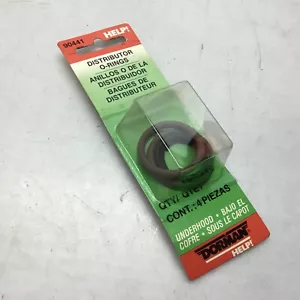 90441
HELP!
DISTRIBUTOR
O-RINGS
ANILLOS O DE LA
DISTRIBUIDOR
BAGUES DE
DISTRIBUTEUR
QTY/
CONT.: 4 PIEZAS
UNDERHOOD • BAJO EL
COFRE • SOUS LE CAPOT
DORMAN
HELP!